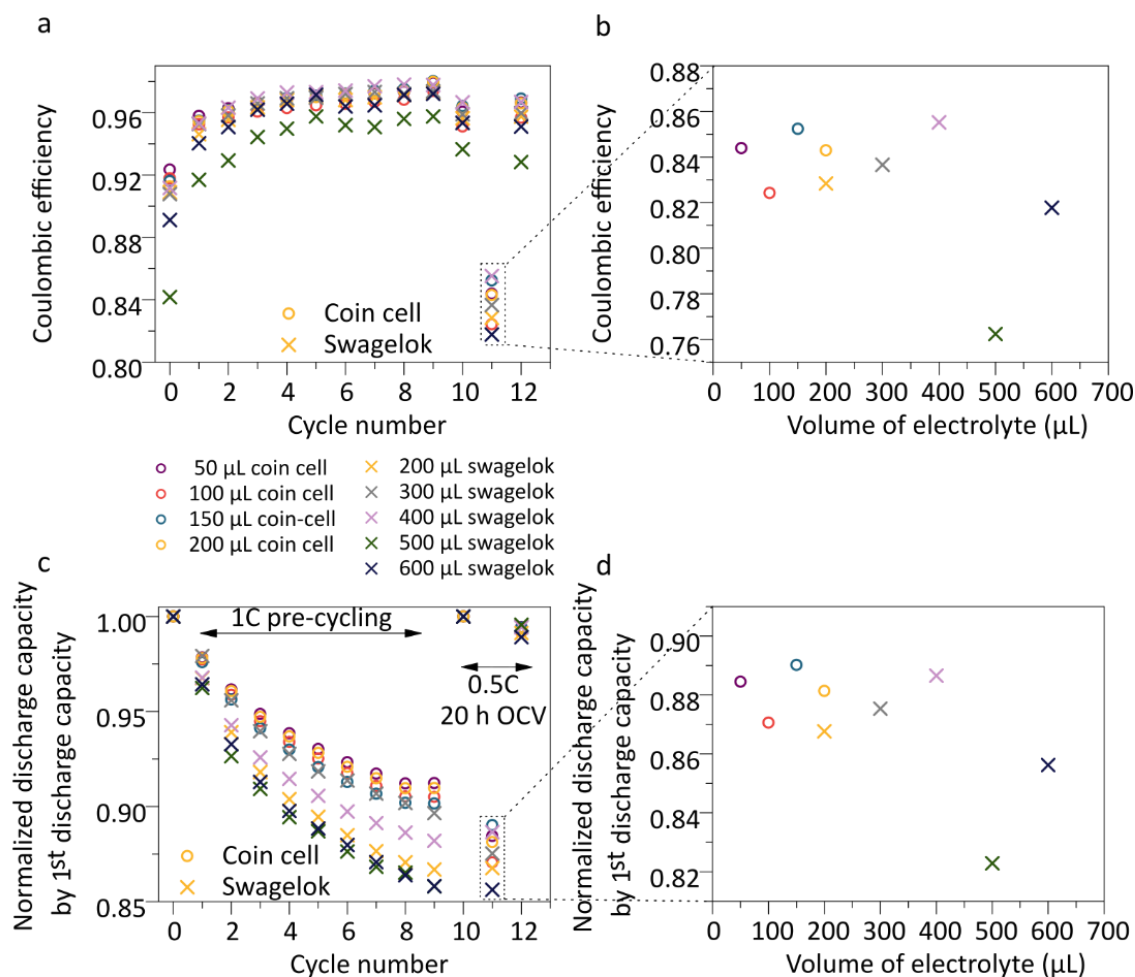 a
Coulombic efficiency
0.96
0.92
0.88
0.84
0.80
Coin cell
Swagelok
0 2 4 6 8 10 12
Cycle number
b
Coulombic efficiency
0.88
0.86
0.84
0.82
0.80
0.78
0.76
0 100 200 300 400 500 600 700
Volume of electrolyte (µL)
50 µL coin cell
100 µL coin cell
150 µL coin-cell
200 µL coin cell
200 µL swagelok
300 µL swagelok
400 µL swagelok
500 µL swagelok
600 µL swagelok
c
Normalized discharge capacity
by 1st discharge capacity
1.00
0.95
0.90
0.85
1C pre-cycling
0.5C
20 h OCV
Coin cell
Swagelok
0 2 4 6 8 10 12
Cycle number
d
Normalized discharge capacity
by 1st discharge capacity
0.90
0.88
0.86
0.84
0.82
0 100 200 300 400 500 600 700
Volume of electrolyte (µL)